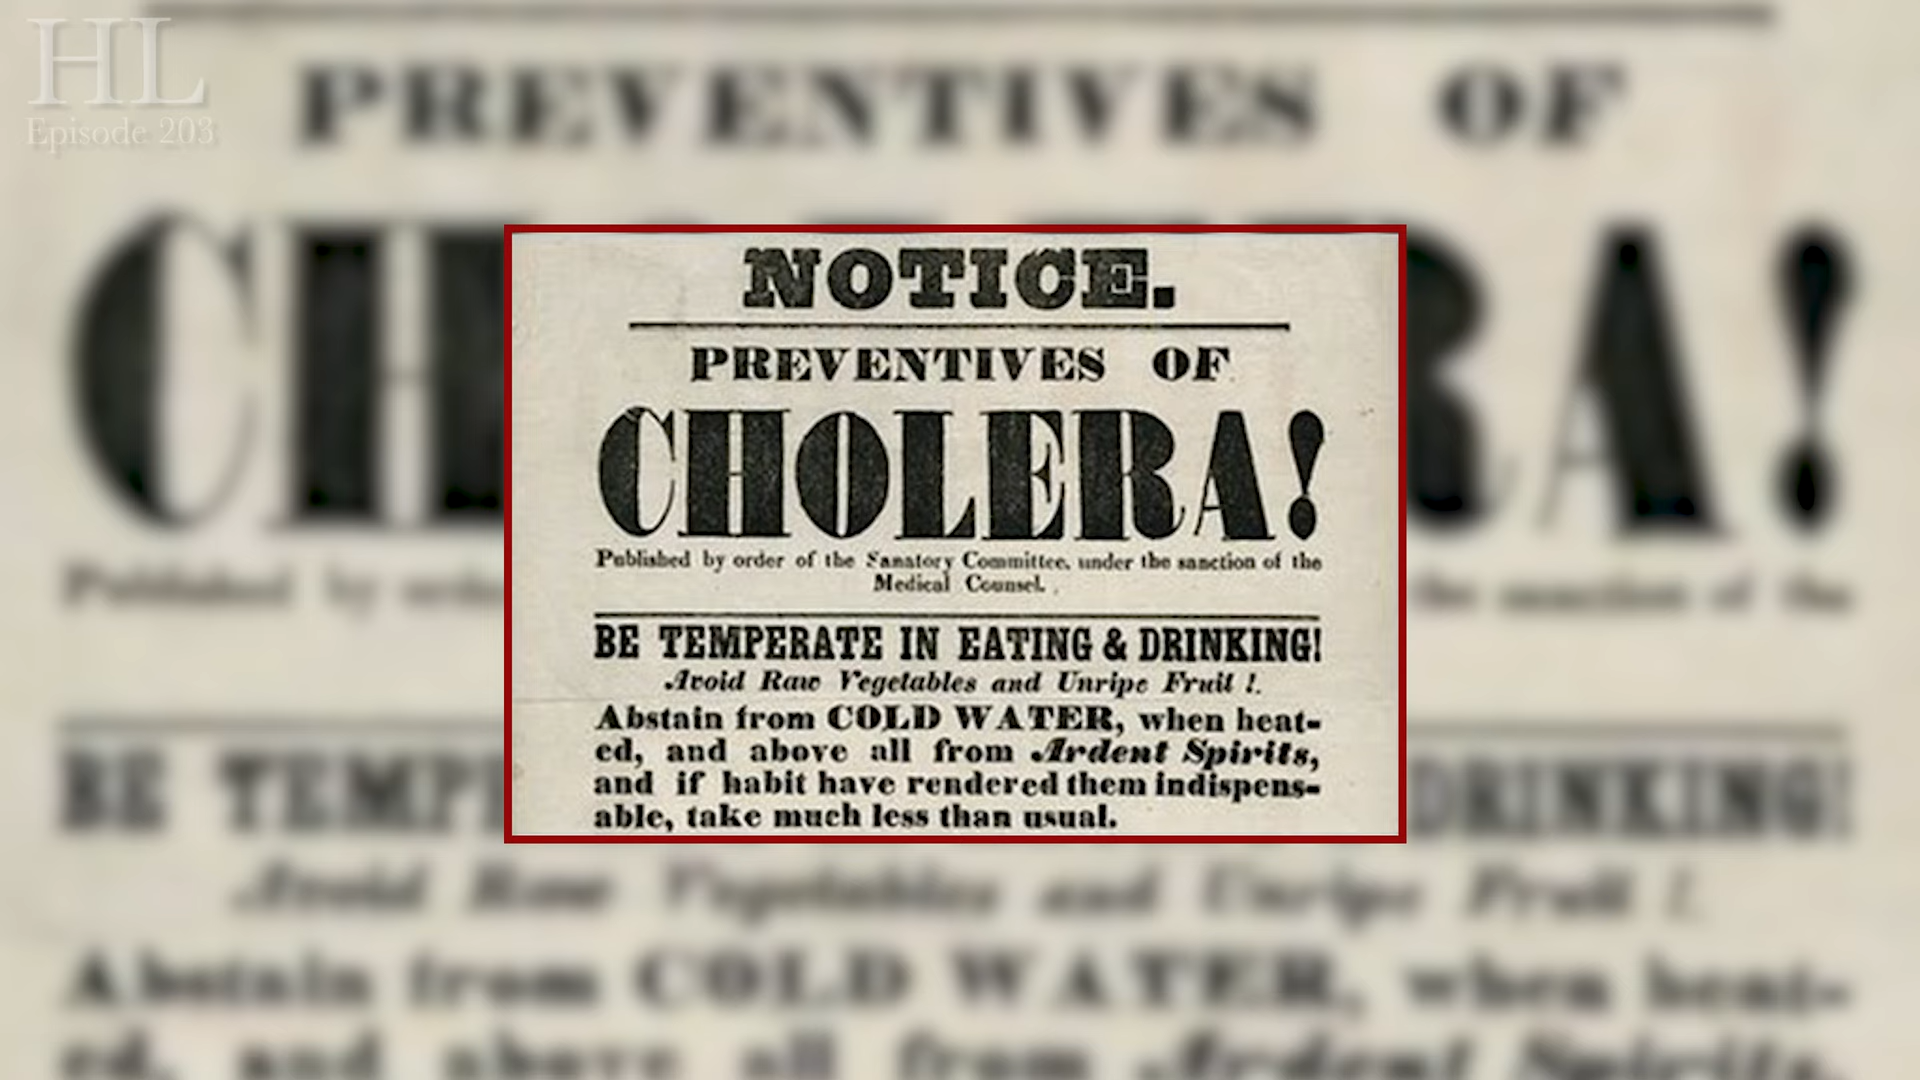 HL
Episode 203
NOTICE.
PREVENTIVES OF
CHOLERA!
Published by order of the Sanatory Committee, under the sanction of the
Medical Counsel.
BE TEMPERATE IN EATING & DRINKING!
Avoid Raw Vegetables and Unripe Fruit !.
Abstain from COLD WATER, when heat-
ed, and above all from Ardent Spirits,
and if habit have rendered them indispens-
able, take much less than usual.